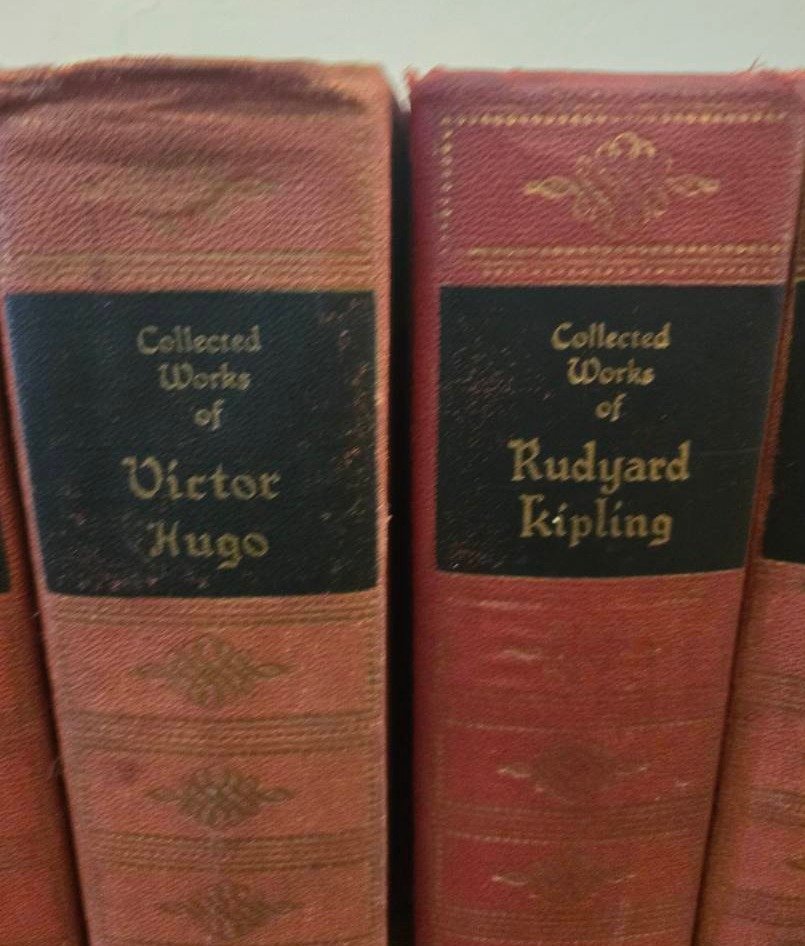 Collected
Works
of
Victor
Hugo
Collected
Works
of
Rudyard
Kipling